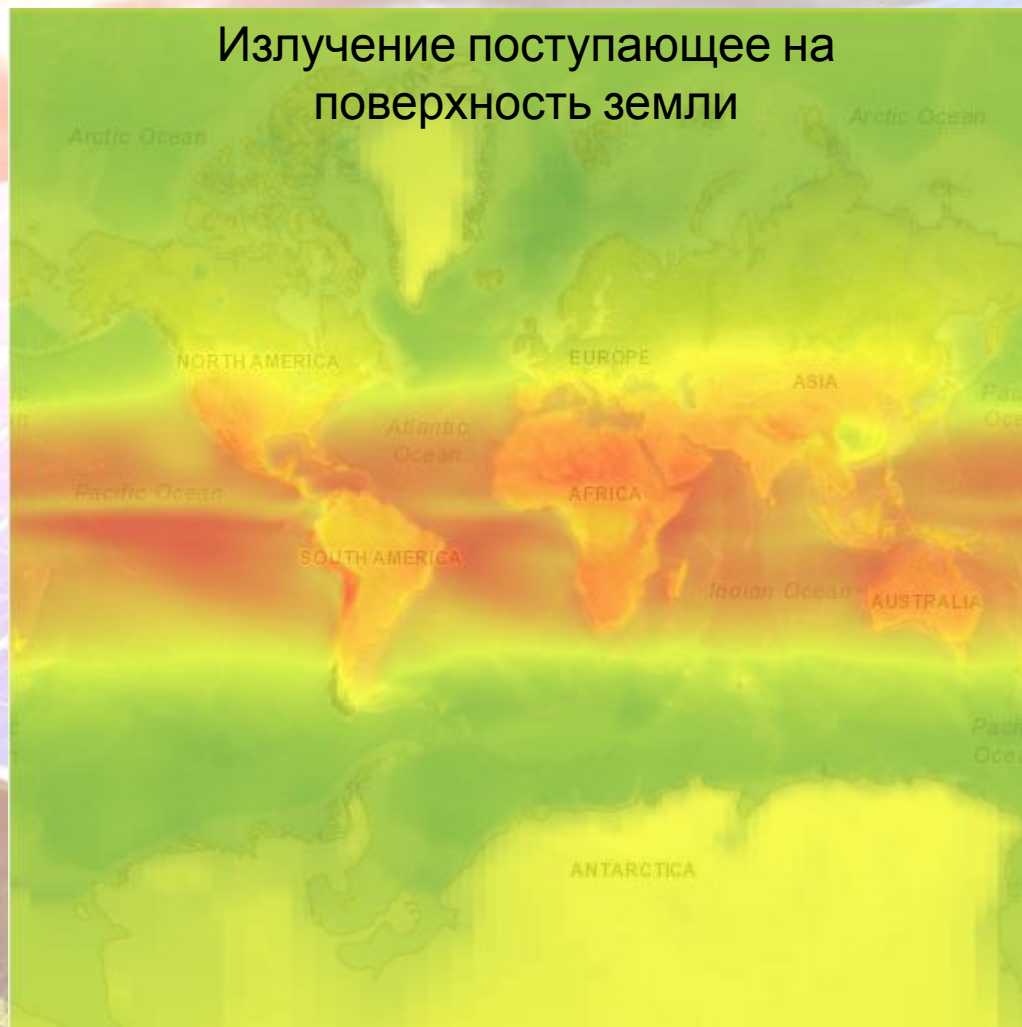 Излучение поступающее на
поверхность земли
Arctic Ocean
Arctic Ocean
NORTH AMERICA
EUROPE
ASIA
Atlantic
Ocean
Pacific Ocean
AFRICA
SOUTH AMERICA
Indian Ocean
AUSTRALIA
ANTARCTICA